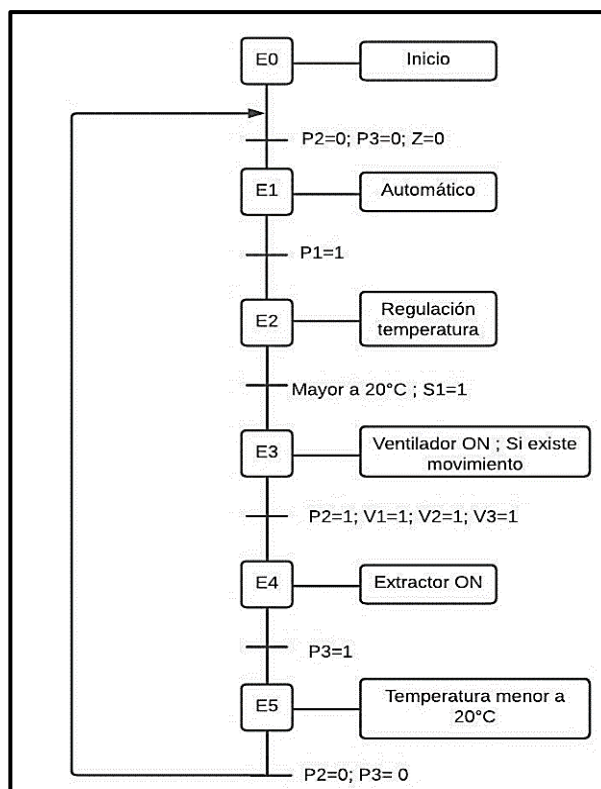 E0
Inicio
P2=0; P3=0; Z=0
E1
Automático
P1=1
E2
Regulación
temperatura
Mayor a 20°C ; S1=1
E3
Ventilador ON ; Si existe
movimiento
P2=1; V1=1; V2=1; V3=1
E4
Extractor ON
P3=1
E5
Temperatura menor a
20°C
P2=0; P3= 0